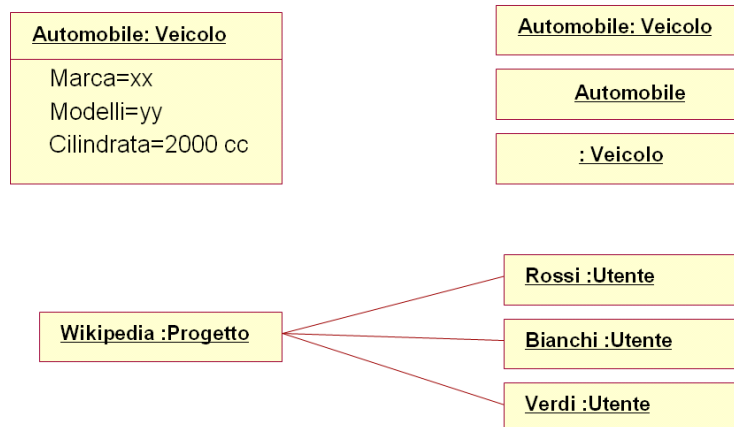 Automobile: Veicolo
Marca=xx
Modelli=yy
Cilindrata=2000 cc
Automobile: Veicolo
Automobile
: Veicolo
Wikipedia :Progetto
Rossi :Utente
Bianchi :Utente
Verdi :Utente